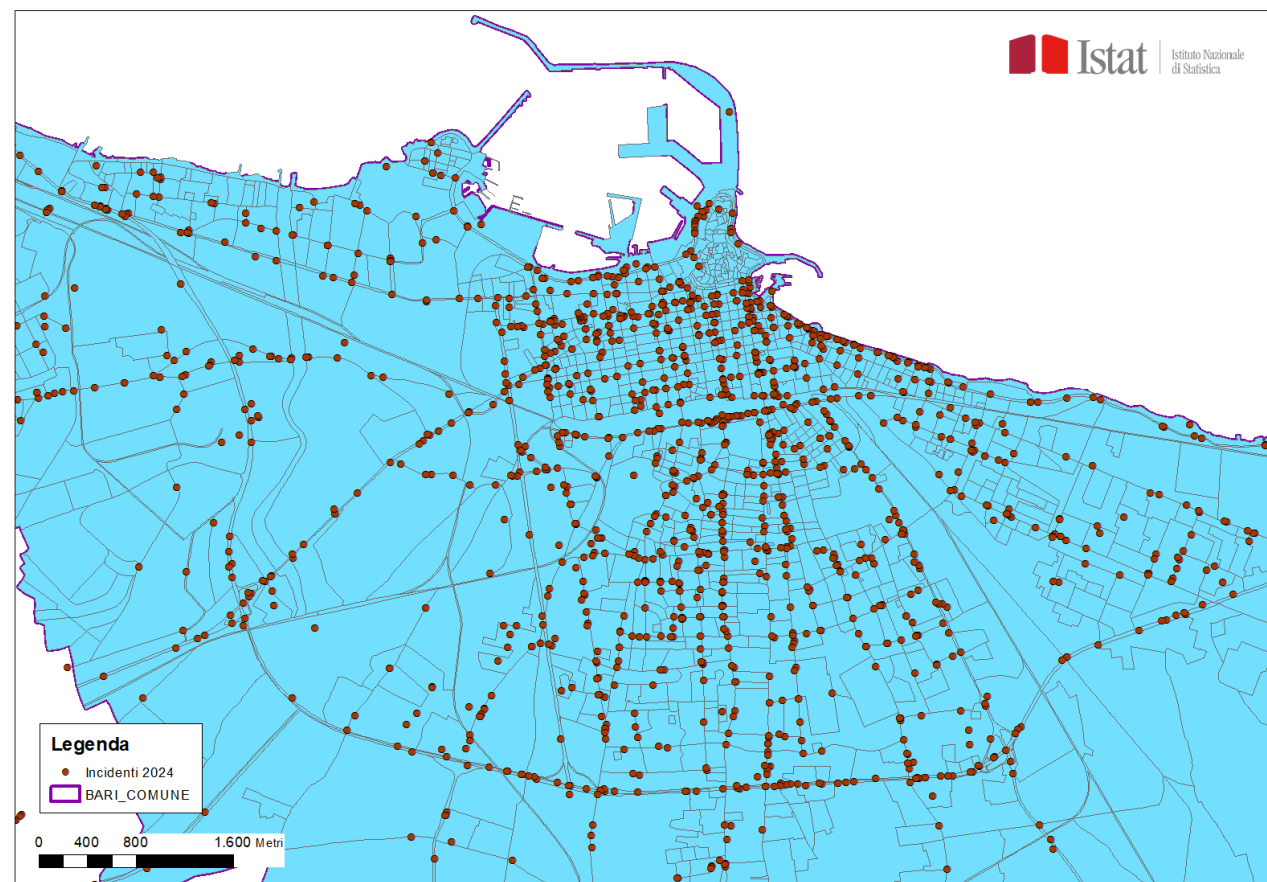 Istat
Istituto Nazionale
di Statistica
Legenda
Incidenti 2024
BARI_COMUNE
0 400 800 1.600 Metri